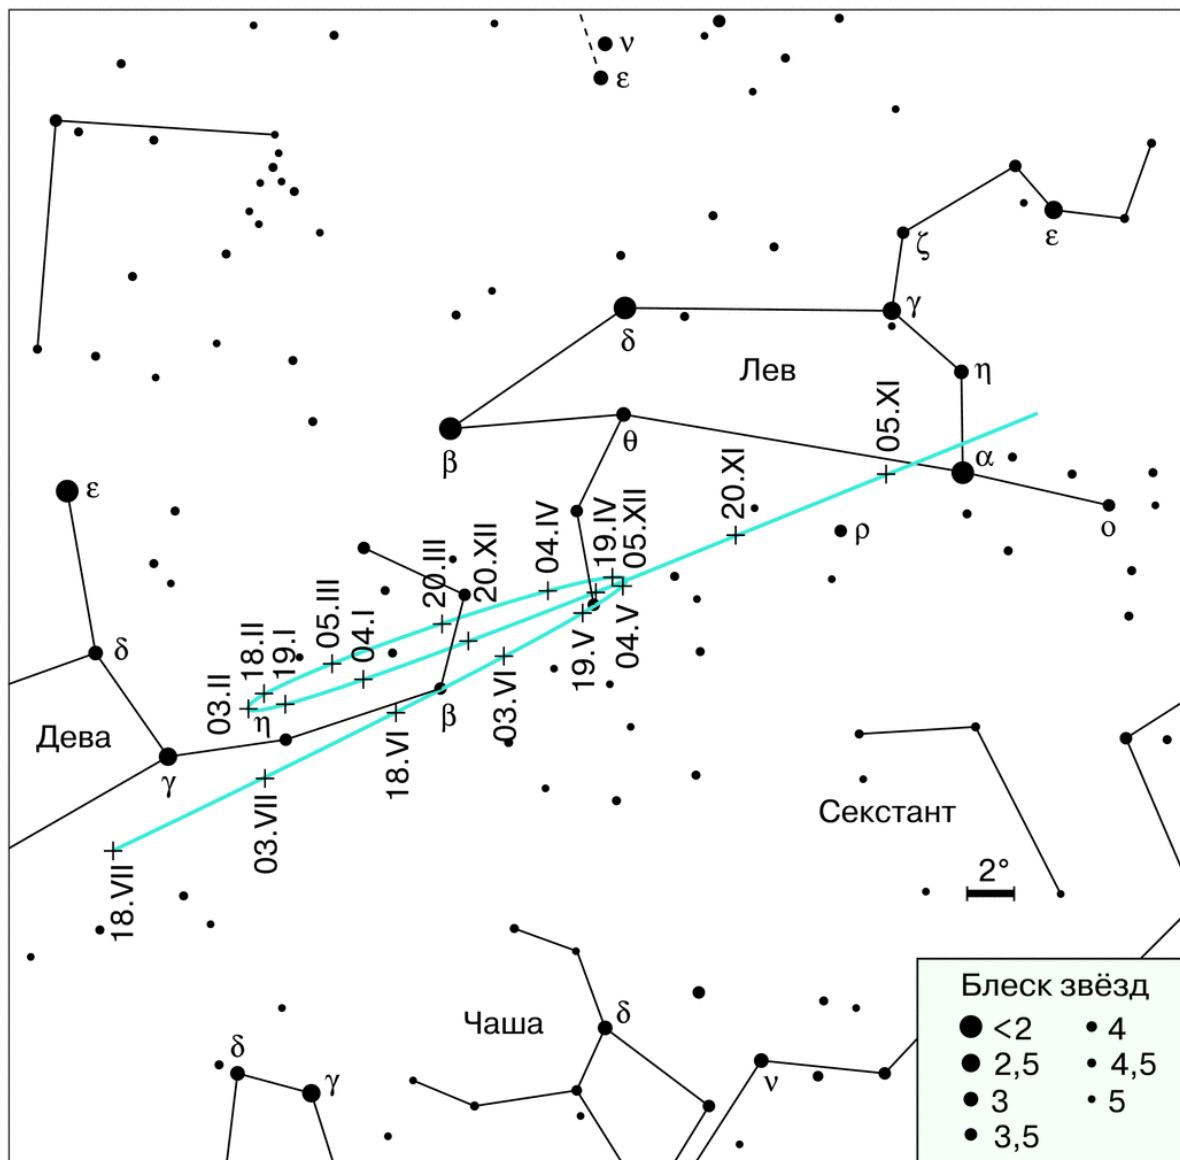 ν
ε
ε
ζ
γ
δ
Лев
η
05.XI
β
θ
α
ε
20.XI
ρ
ο
04.IV
19.IV
05.XII
20.III
20.XII
05.III
04.I
18.II
19.I
03.II
δ
19.V
04.V
03.VI
η
β
Дева
γ
18.VI
03.VII
Секстант
18.VII
2°
Чаша
δ
δ
γ
ν
Блеск звёзд
<2 4
2,5 4,5
3 5
3,5